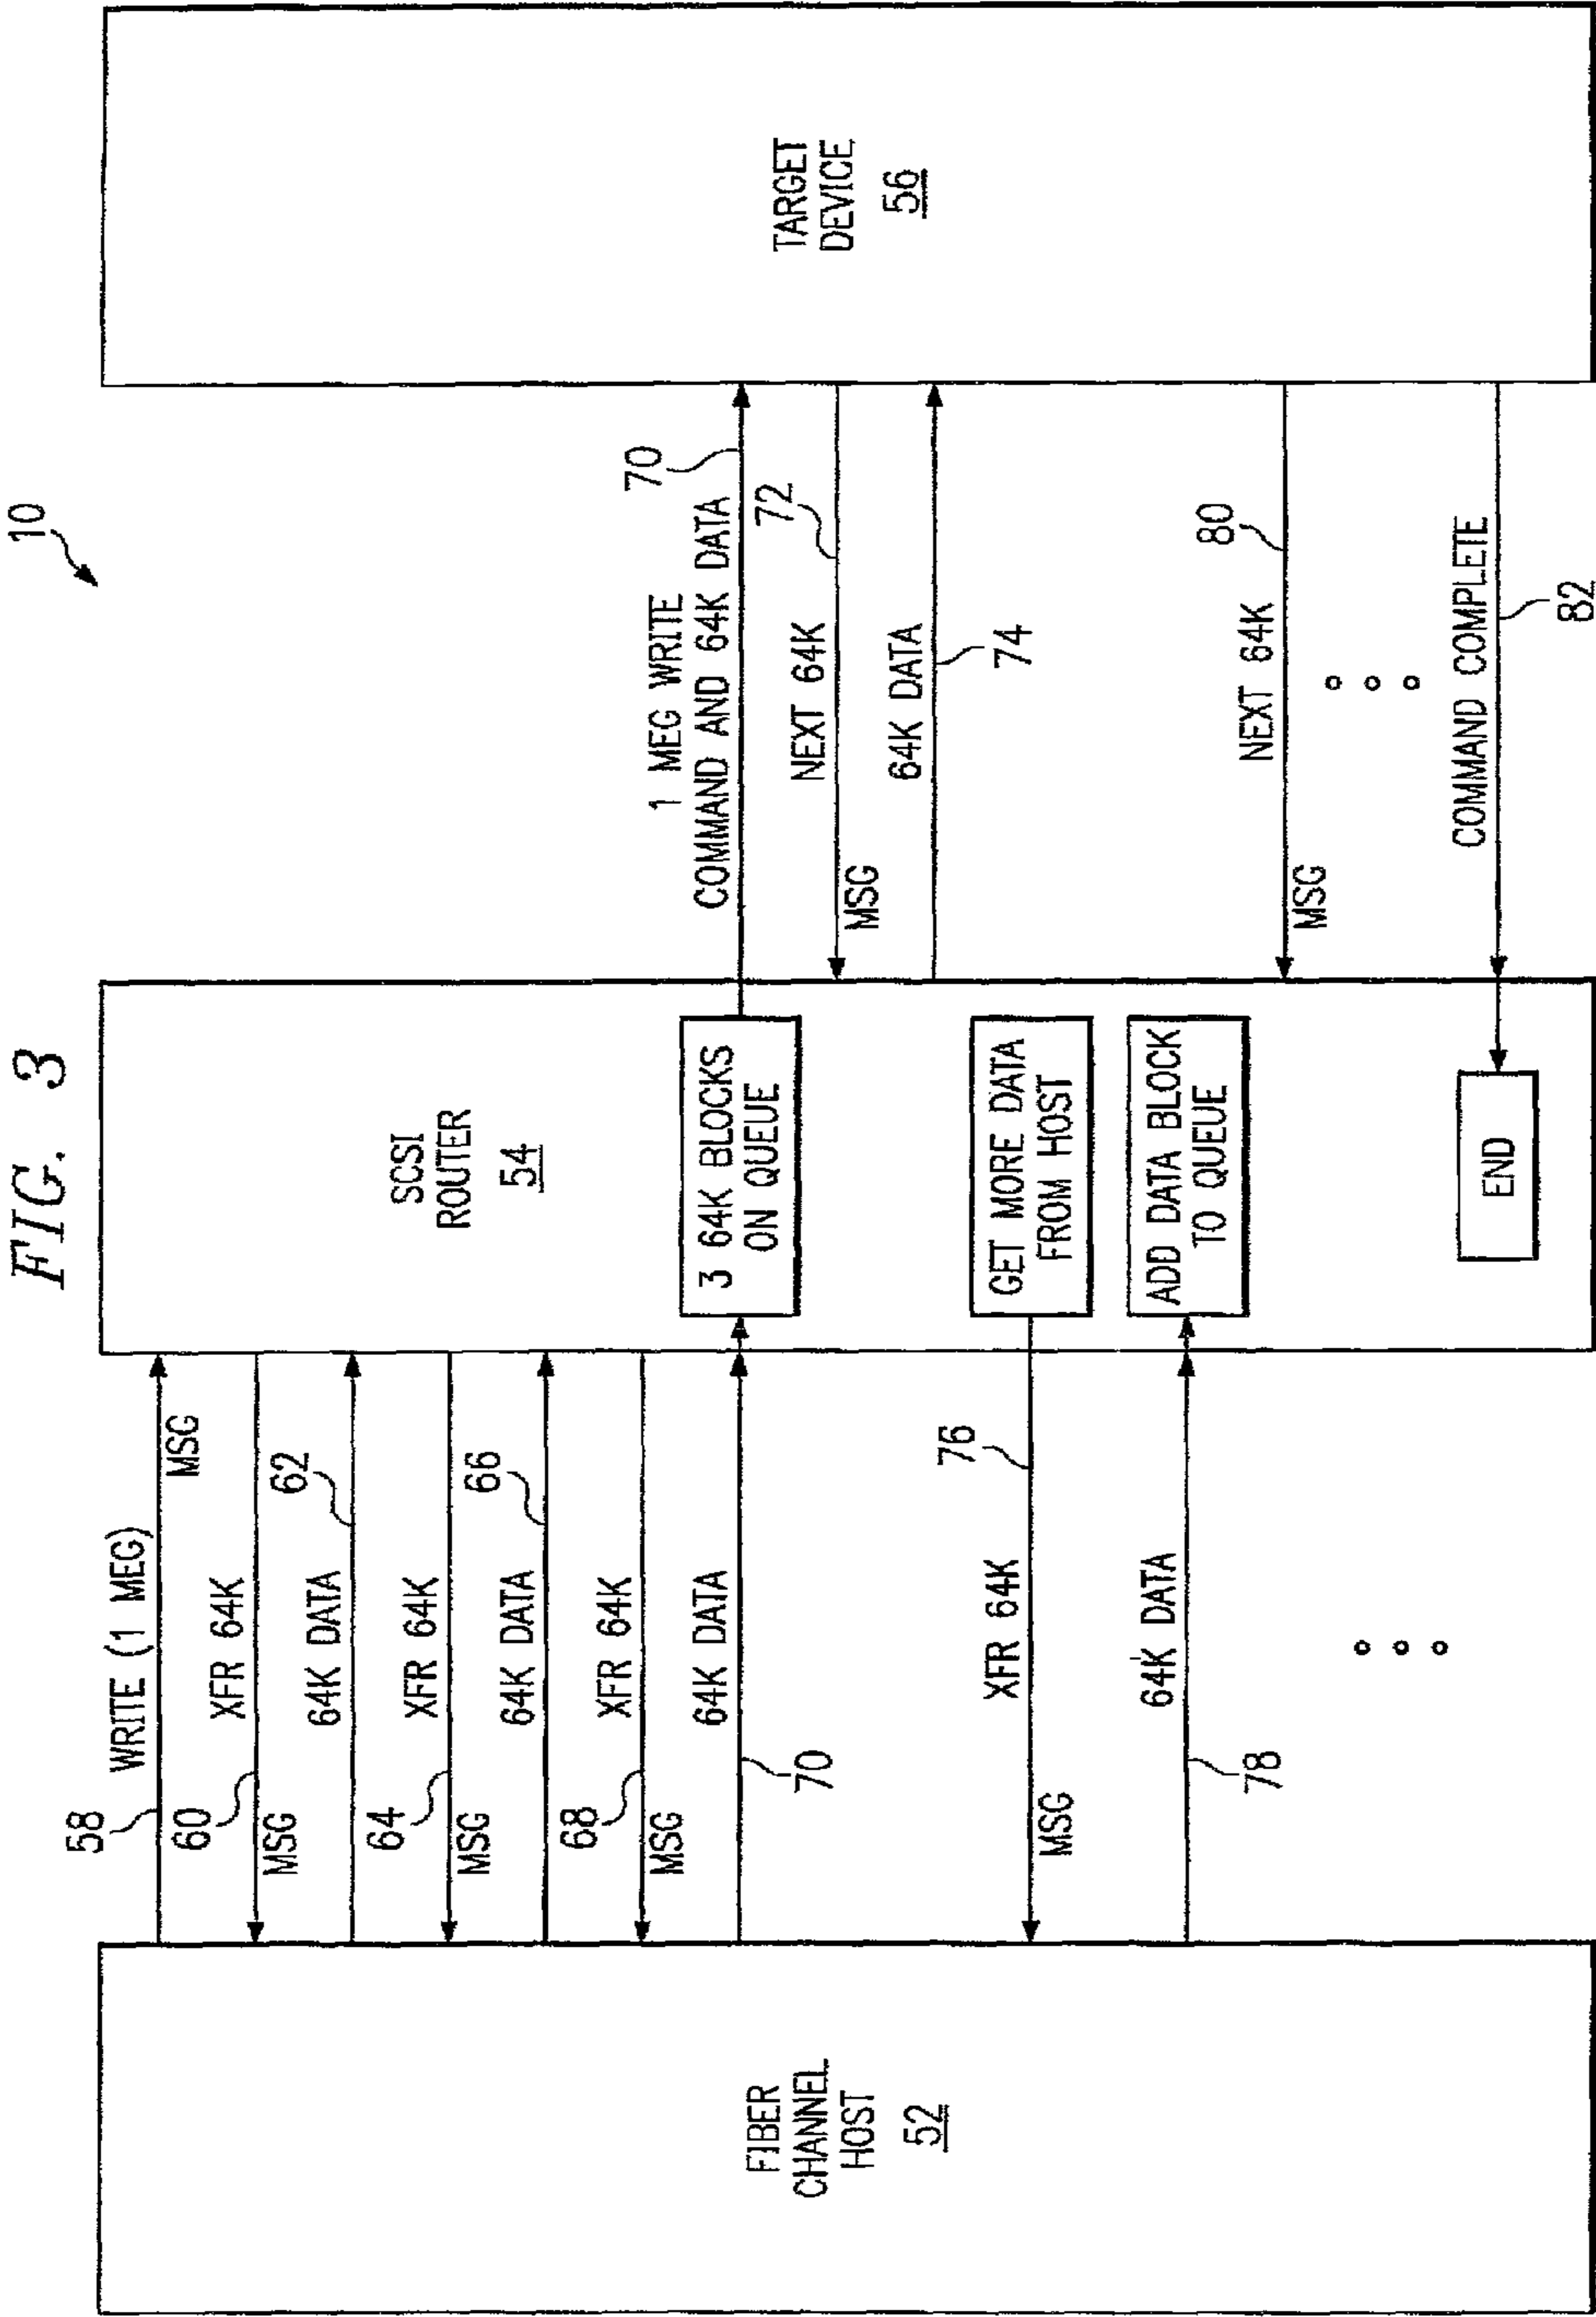 FIG. 3
10
FIBER
CHANNEL
HOST
52
SCSI
ROUTER
54
TARGET
DEVICE
56
58
WRITE (1 MEG)
MSG
60
XFR 64K
MSG
62
64K DATA
64
XFR 64K
MSG
66
64K DATA
68
XFR 64K
MSG
64K DATA
70
3 64K BLOCKS
ON QUEUE
1 MEG WRITE
COMMAND AND 64K DATA
70
NEXT 64K
72
MSG
64K DATA
74
GET MORE DATA
FROM HOST
XFR 64K
76
MSG
64K DATA
78
ADD DATA BLOCK
TO QUEUE
NEXT 64K
80
MSG
COMMAND COMPLETE
82
END